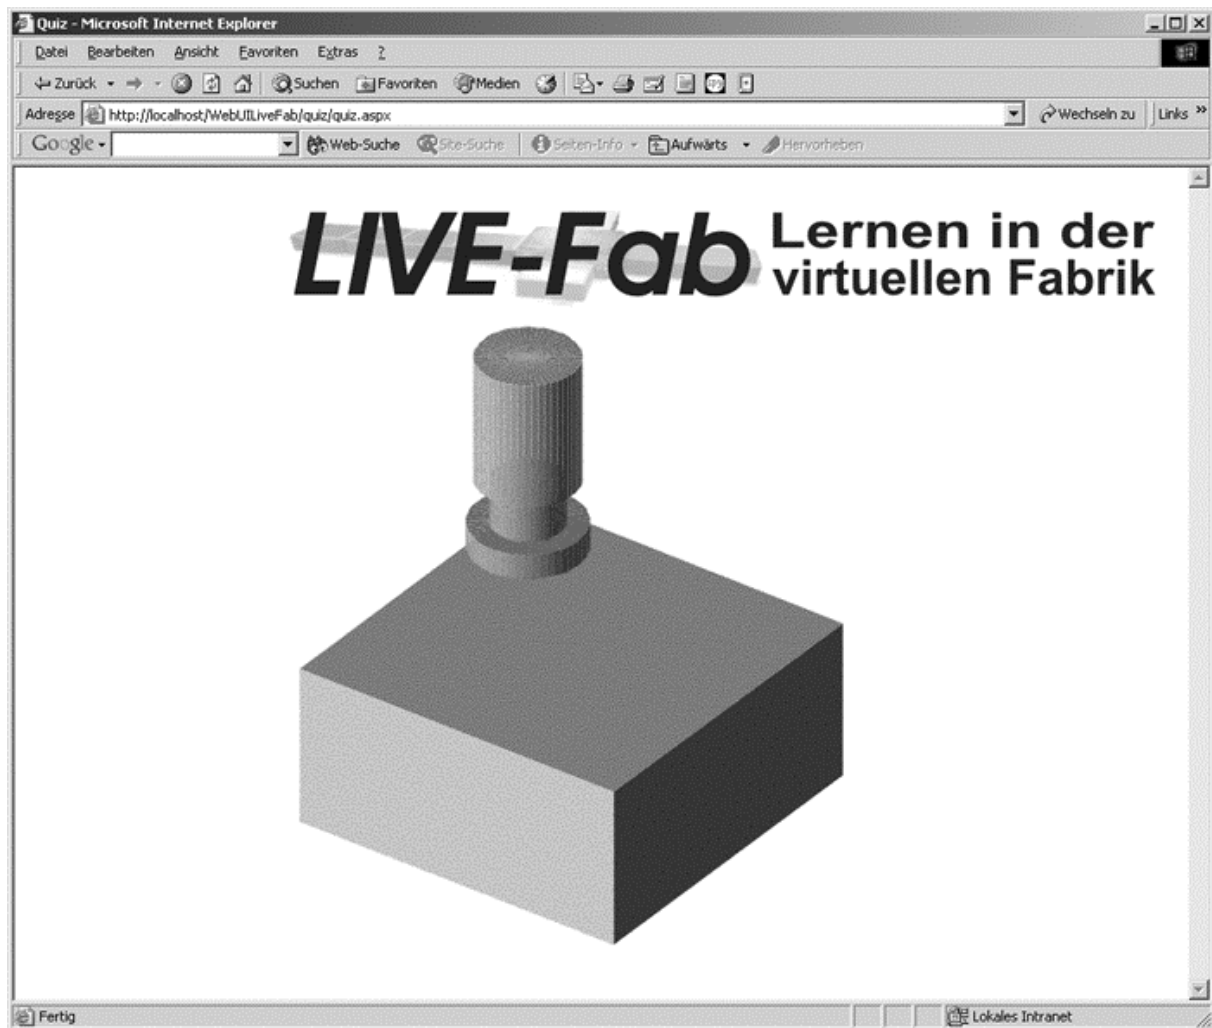 Quiz - Microsoft Internet Explorer
Datei Bearbeiten Ansicht Favoriten Extras ?
Zurück Suchen Favoriten Medien
Adresse http://localhost/WebUILiveFab/quiz/quiz.aspx Wechseln zu Links »
Google Web-Suche Site-Suche Seiten-Info Aufwärts Hervorheben
LIVE-Fab Lernen in der
virtuellen Fabrik
Fertig Lokales Intranet